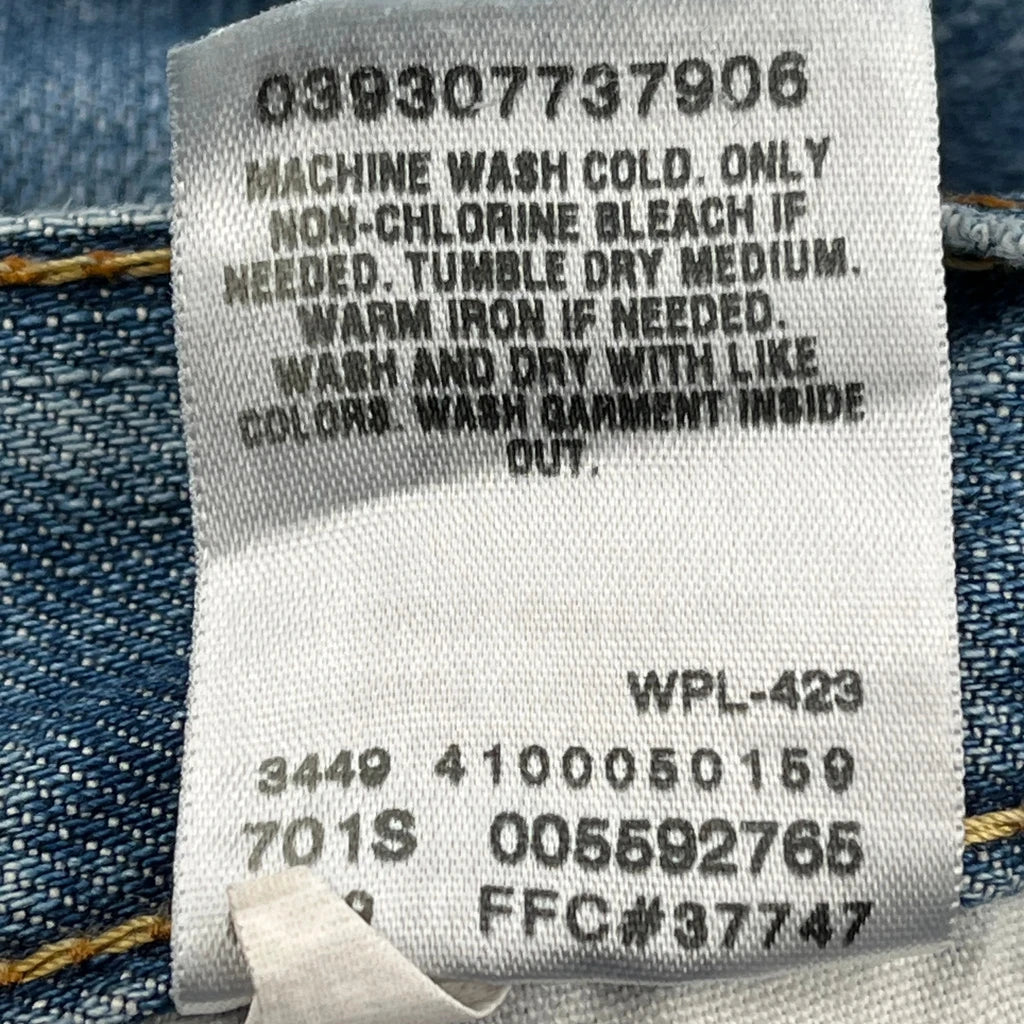 039307737906
MACHINE WASH COLD. ONLY
NON-CHLORINE BLEACH IF
NEEDED. TUMBLE DRY MEDIUM.
WARM IRON IF NEEDED.
WASH AND DRY WITH LIKE
COLORS. WASH GARMENT INSIDE
OUT.
WPL-423
3449 4100050159
701S 005592765
FFC#37747